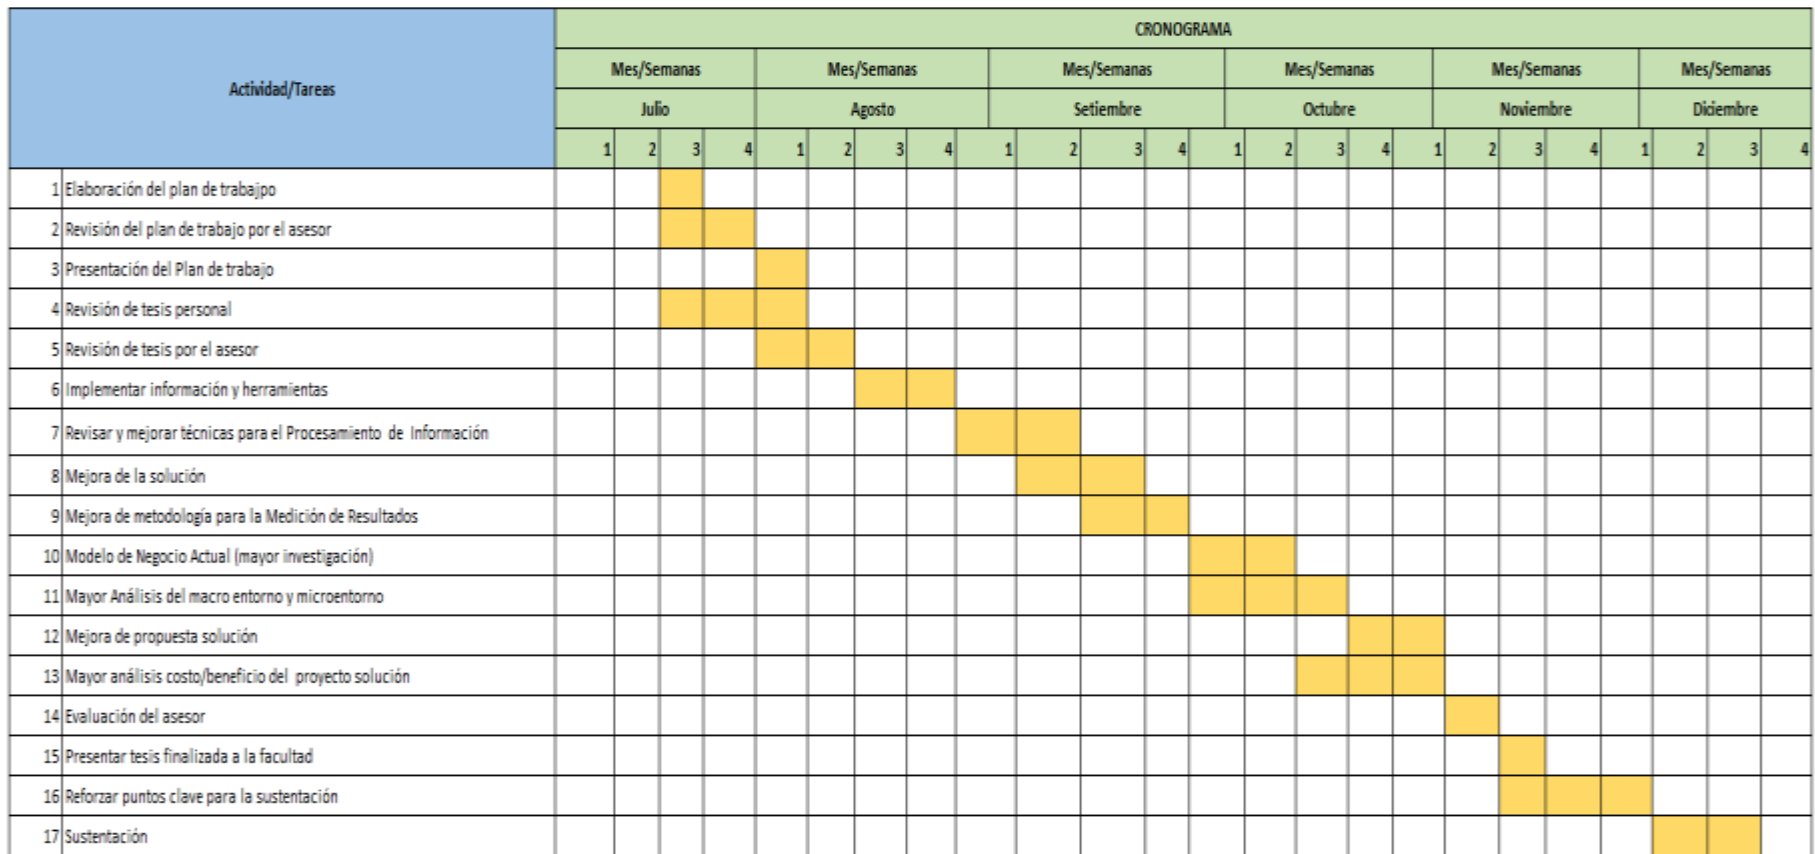 Actividad/Tareas
CRONOGRAMA
Mes/Semanas Mes/Semanas Mes/Semanas Mes/Semanas Mes/Semanas Mes/Semanas
Julio Agosto Setiembre Octubre Noviembre Diciembre
1 2 3 4 1 2 3 4 1 2 3 4 1 2 3 4 1 2 3 4 1 2 3 4
1 Elaboración del plan de trabajpo
2 Revisión del plan de trabajo por el asesor
3 Presentación del Plan de trabajo
4 Revisión de tesis personal
5 Revisión de tesis por el asesor
6 Implementar información y herramientas
7 Revisar y mejorar técnicas para el Procesamiento de Información
8 Mejora de la solución
9 Mejora de metodología para la Medición de Resultados
10 Modelo de Negocio Actual (mayor investigación)
11 Mayor Análisis del macro entorno y microentorno
12 Mejora de propuesta solución
13 Mayor análisis costo/beneficio del proyecto solución
14 Evaluación del asesor
15 Presentar tesis finalizada a la facultad
16 Reforzar puntos clave para la sustentación
17 Sustentación